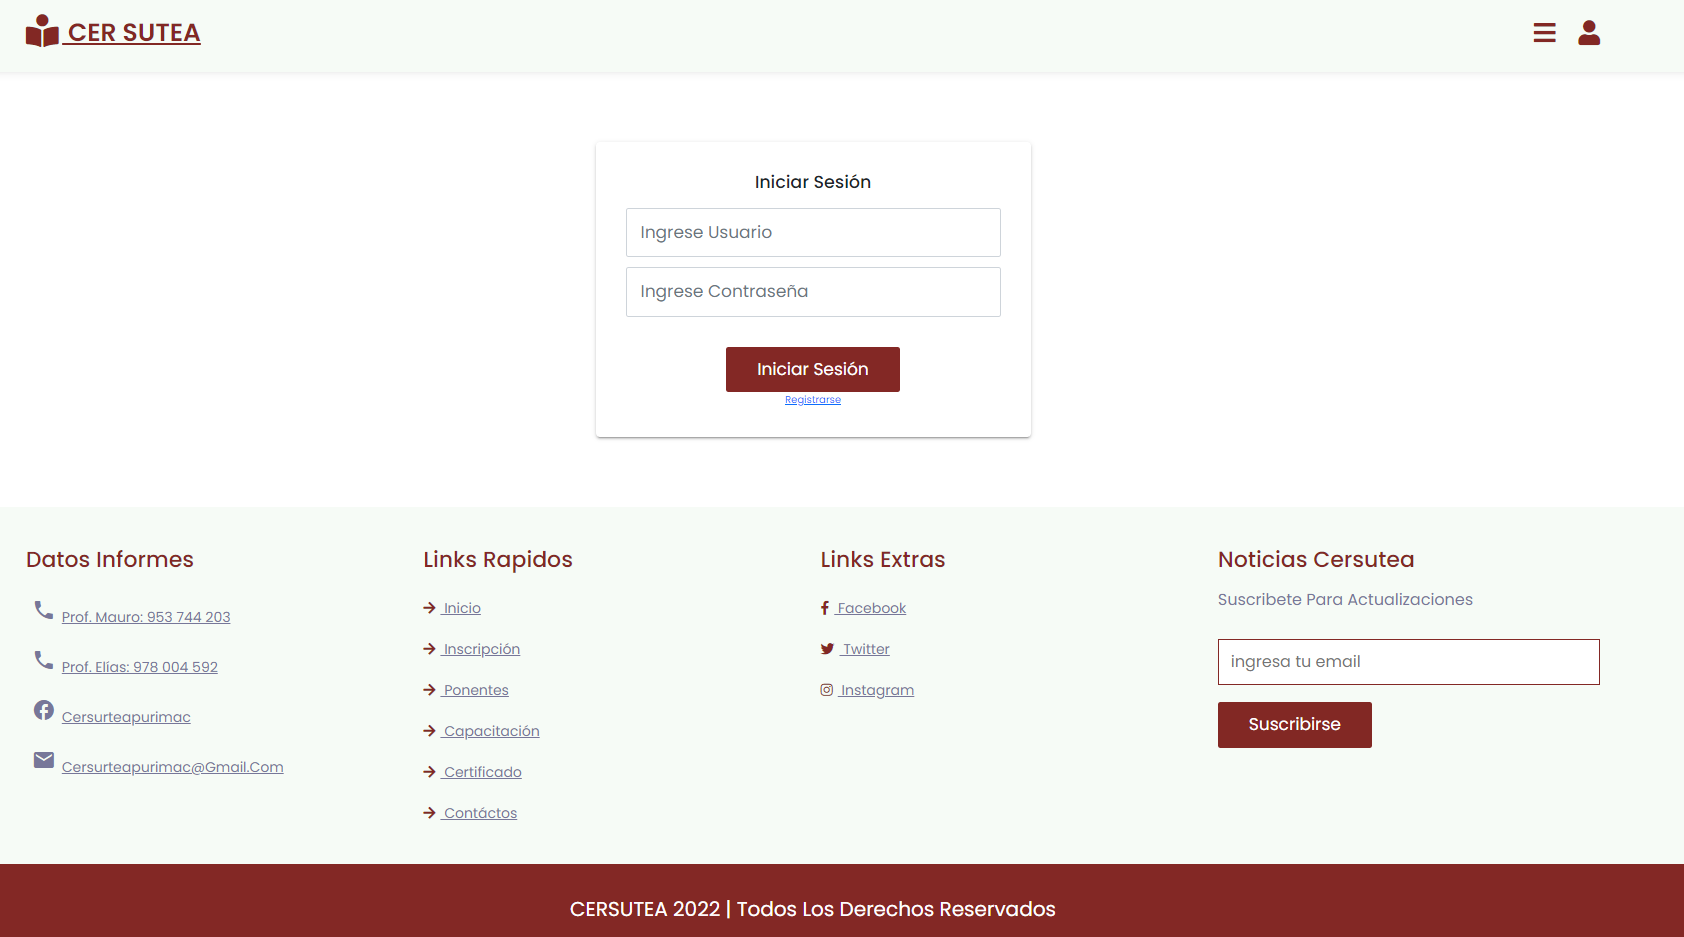 CER SUTEA
Iniciar Sesión
Ingrese Usuario
Ingrese Contraseña
Iniciar Sesión
Registrarse
Datos Informes
Prof. Mauro: 953 744 203
Prof. Elías: 978 004 592
Cersurteapurimac
Cersurteapurimac@Gmail.Com
Links Rapidos
Inicio
Inscripción
Ponentes
Capacitación
Certificado
Contáctos
Links Extras
Facebook
Twitter
Instagram
Noticias Cersutea
Suscribete Para Actualizaciones
ingresa tu email
Suscribirse
CERSUTEA 2022 | Todos Los Derechos Reservados